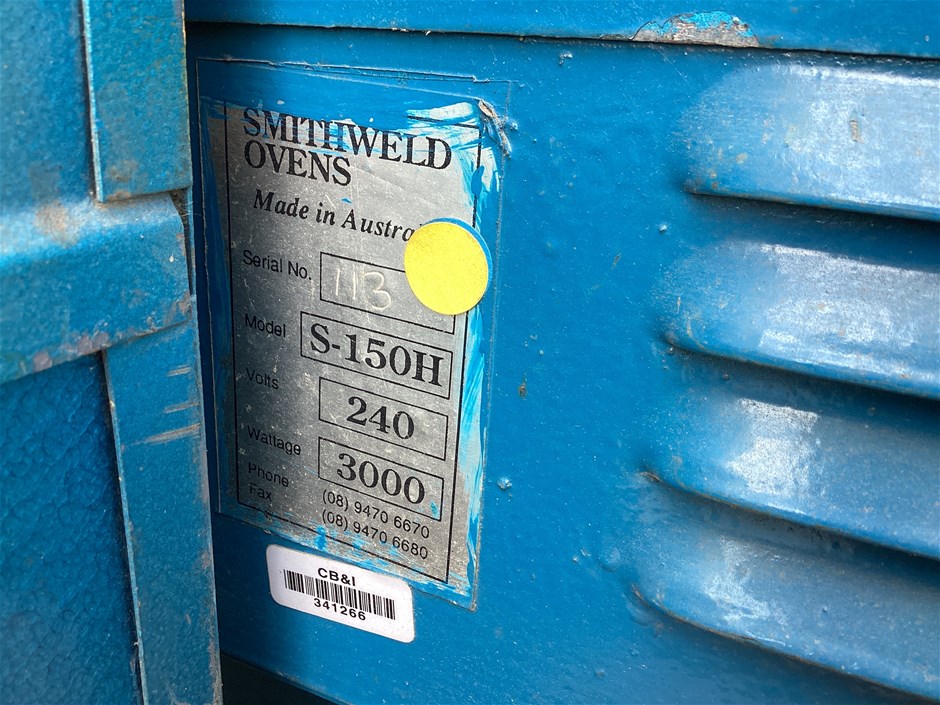 SMITHWELD
OVENS
Made in Austra
Serial No. 113
Model S-150H
Volts 240
Wattage 3000
Phone (08) 9470 6670
Fax (08) 9470 6680
CB&I
341266